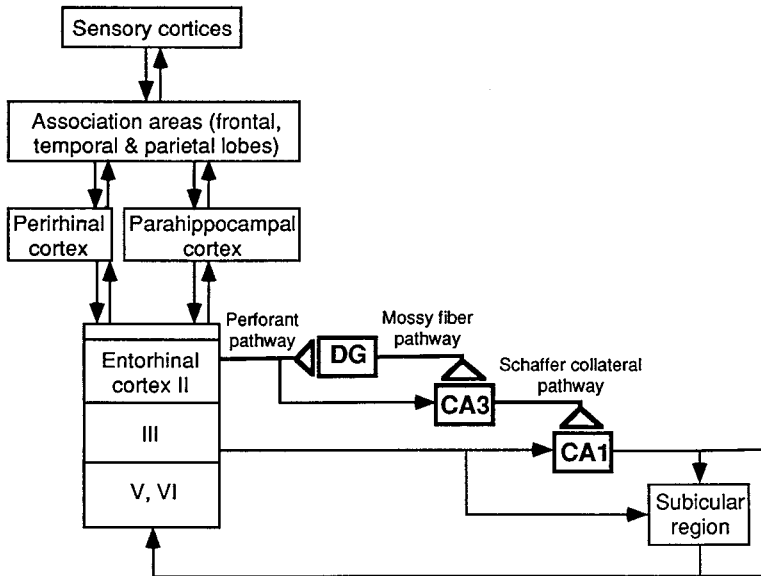 Sensory cortices
Association areas (frontal,
temporal & parietal lobes)
Perirhinal
cortex
Parahippocampal
cortex
Perforant
pathway
Mossy fiber
pathway
DG
Schaffer collateral
pathway
Entorhinal
cortex II
CA3
III
CA1
V, VI
Subicular
region